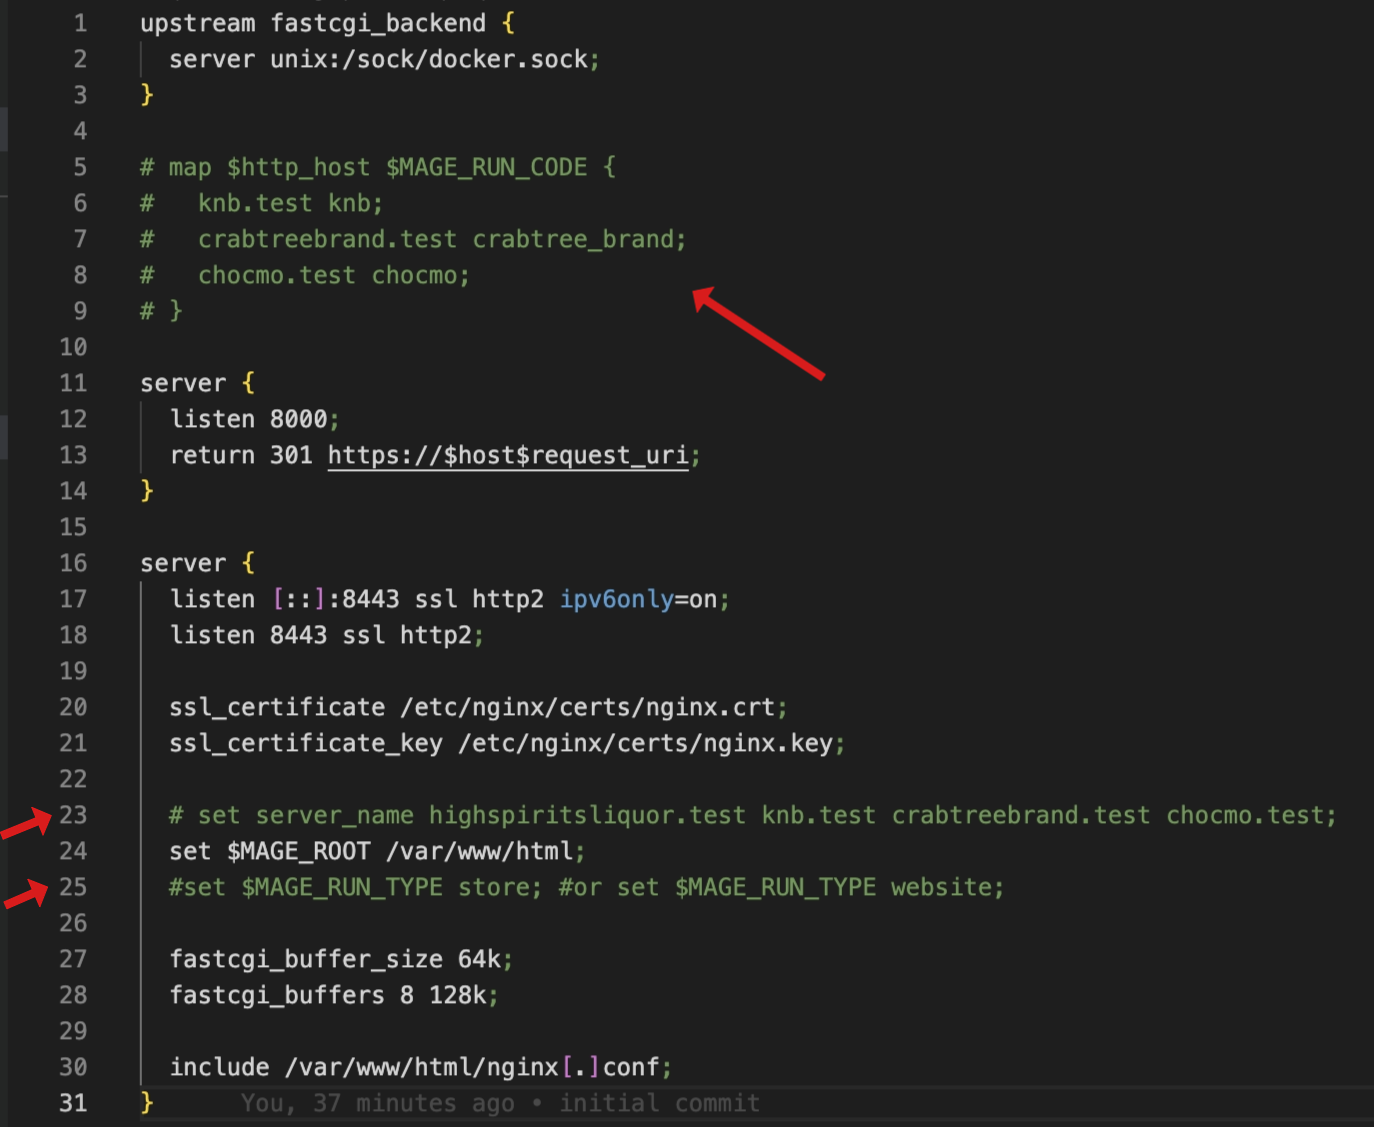 1 upstream fastcgi_backend {
2 server unix:/sock/docker.sock;
3 }
4
5 # map $http_host $MAGE_RUN_CODE {
6 #   knb.test knb;
7 #   crabtreebrand.test crabtree_brand;
8 #   chocmo.test chocmo;
9 # }
10
11 server {
12 listen 8000;
13 return 301 https://$host$request_uri;
14 }
15
16 server {
17 listen [::]:8443 ssl http2 ipv6only=on;
18 listen 8443 ssl http2;
19
20 ssl_certificate /etc/nginx/certs/nginx.crt;
21 ssl_certificate_key /etc/nginx/certs/nginx.key;
22
23 # set server_name highspiritsliquor.test knb.test crabtreebrand.test chocmo.test;
24 set $MAGE_ROOT /var/www/html;
25 #set $MAGE_RUN_TYPE store; #or set $MAGE_RUN_TYPE website;
26
27 fastcgi_buffer_size 64k;
28 fastcgi_buffers 8 128k;
29
30 include /var/www/html/nginx[.]conf;
31 } You, 37 minutes ago • initial commit